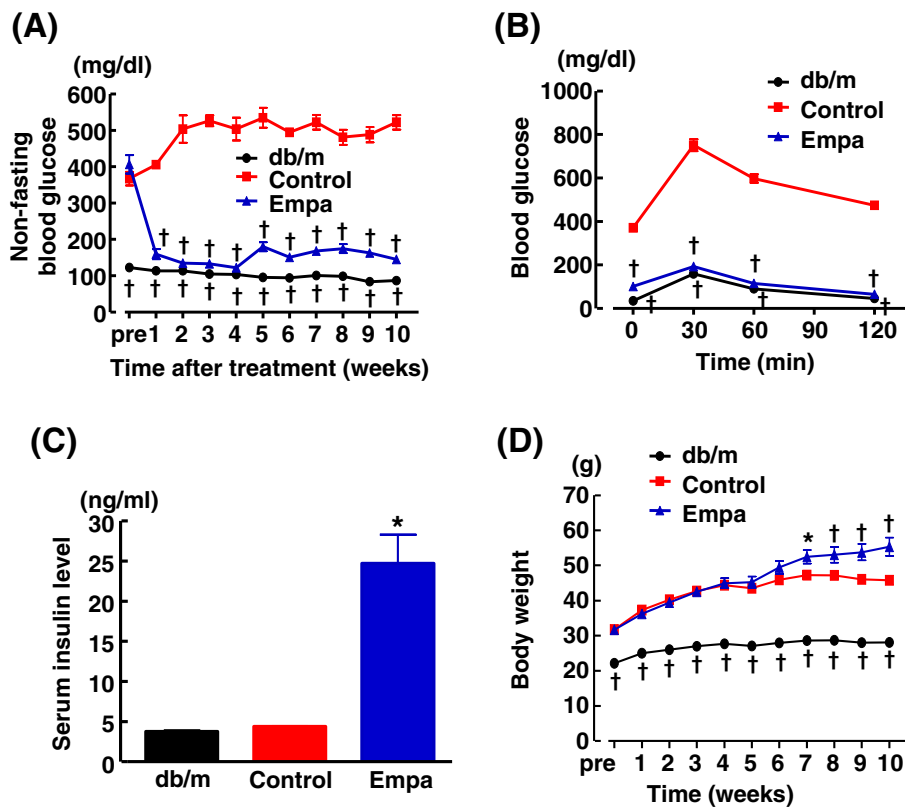 (A)
(mg/dl)
Non-fasting
blood glucose
600
500
400
300
200
100
0
db/m
Control
Empa
† † † † † † † † † †
† † † † † † † † † † †
pre 1 2 3 4 5 6 7 8 9 10
Time after treatment (weeks)
(B)
(mg/dl)
Blood glucose
1000
800
600
400
200
0
db/m
Control
Empa
† † † †
† † † †
0 30 60 90 120
Time (min)
(C)
(ng/ml)
Serum insulin level
30
25
20
15
10
5
0
*
db/m Control Empa
(D)
(g)
Body weight
70
60
50
40
30
20
10
0
db/m
Control
Empa
* † † †
† † † † † † † † † † †
pre 1 2 3 4 5 6 7 8 9 10
Time (weeks)